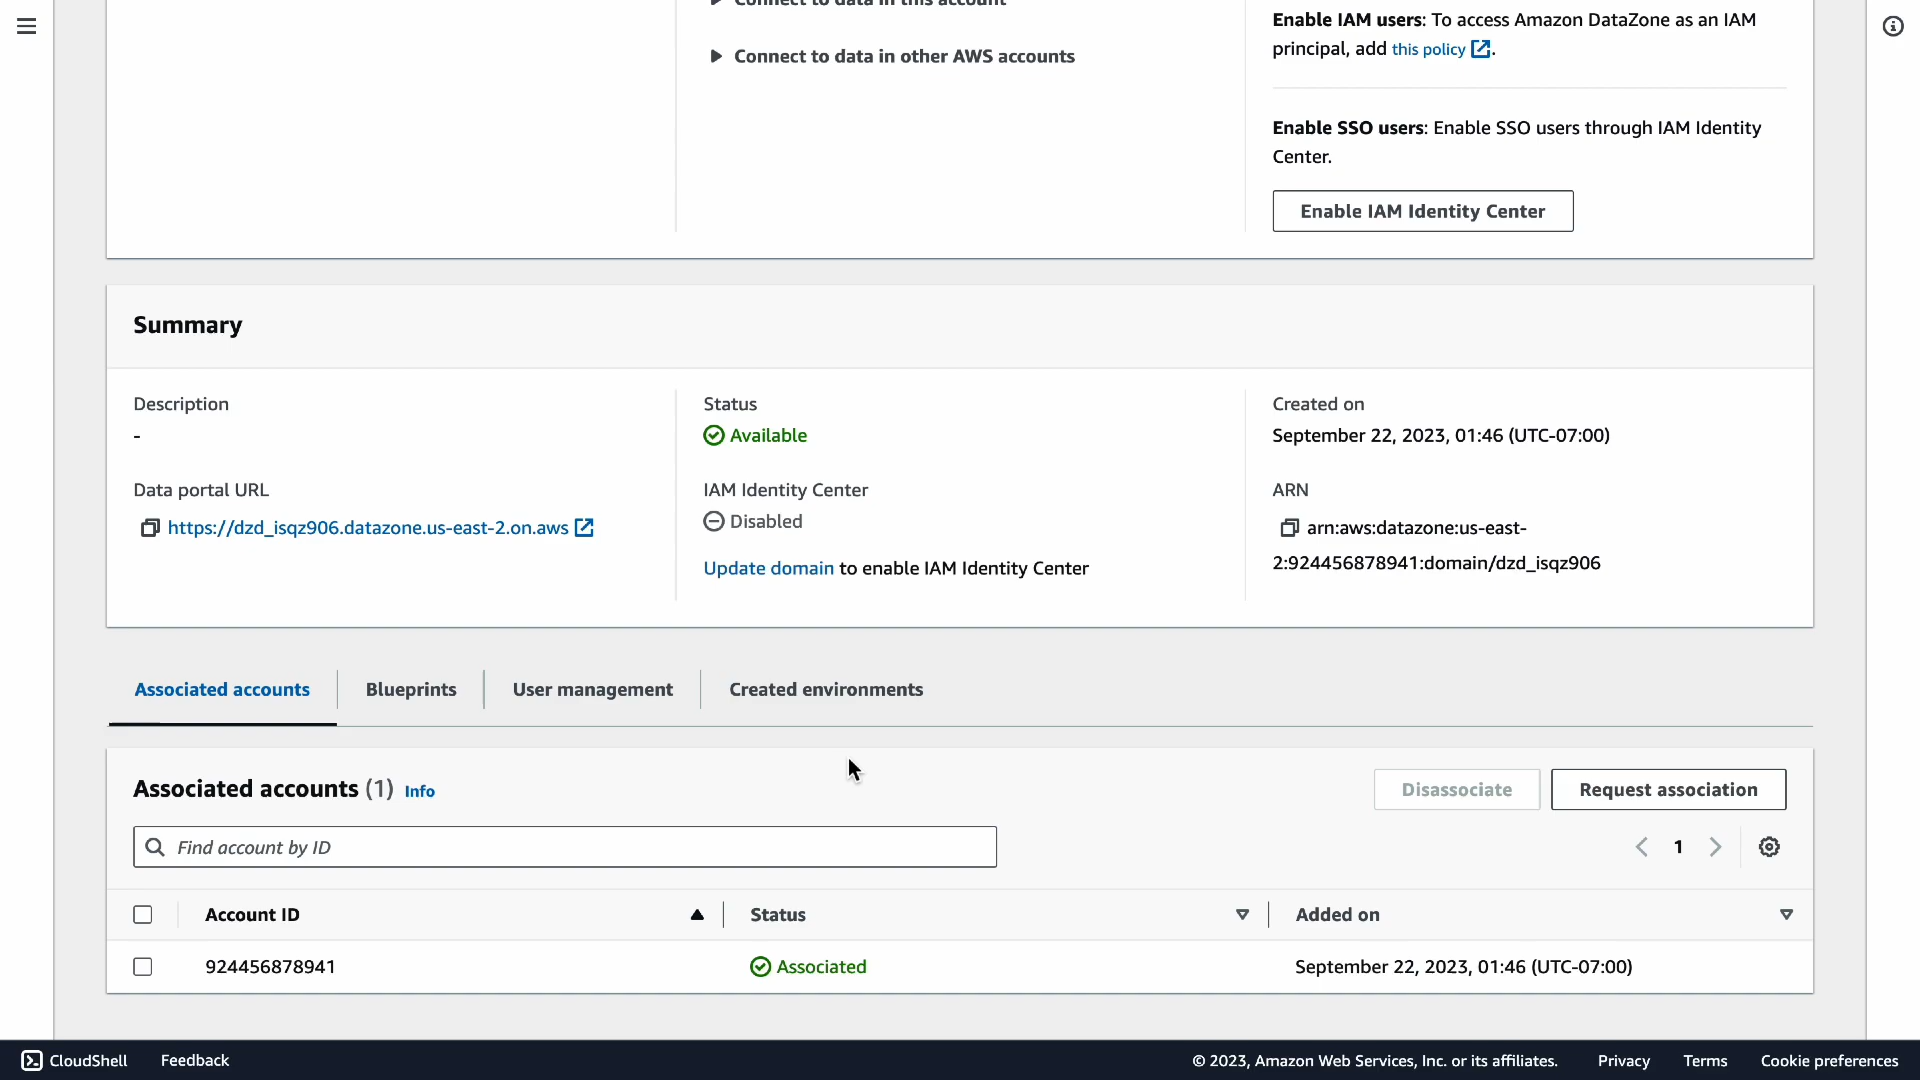 Connect to data in this account
Connect to data in other AWS accounts
Enable IAM users: To access Amazon DataZone as an IAM
principal, add this policy.
Enable SSO users: Enable SSO users through IAM Identity
Center.
Enable IAM Identity Center
Summary
Description
-
Data portal URL
https://dzd_isqz906.datazone.us-east-2.on.aws
Status
Available
IAM Identity Center
Disabled
Update domain to enable IAM Identity Center
Created on
September 22, 2023, 01:46 (UTC-07:00)
ARN
arn:aws:datazone:us-east-
2:924456878941:domain/dzd_isqz906
Associated accounts
Blueprints
User management
Created environments
Associated accounts (1) Info
Disassociate
Request association
Find account by ID
1
Account ID
Status
Added on
924456878941
Associated
September 22, 2023, 01:46 (UTC-07:00)
CloudShell
Feedback
© 2023, Amazon Web Services, Inc. or its affiliates.
Privacy
Terms
Cookie preferences